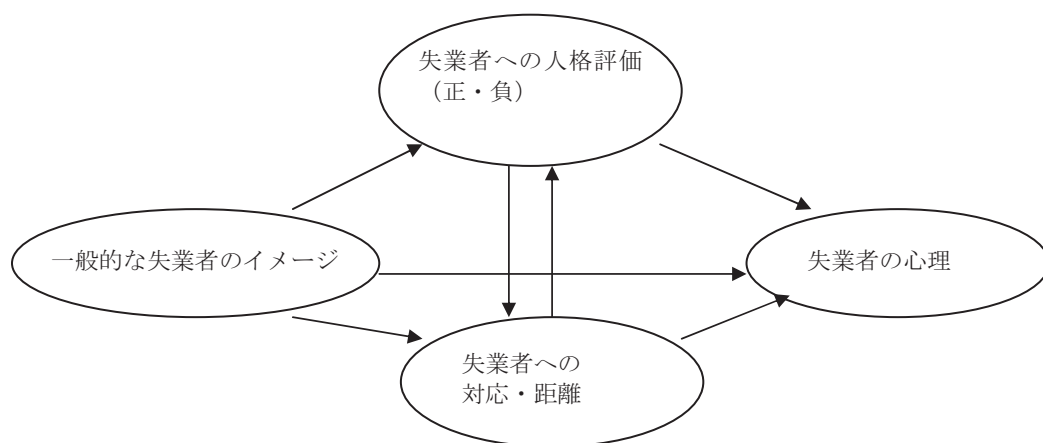 失業者への人格評価
（正・負）
一般的な失業者のイメージ
失業者の心理
失業者への
対応・距離